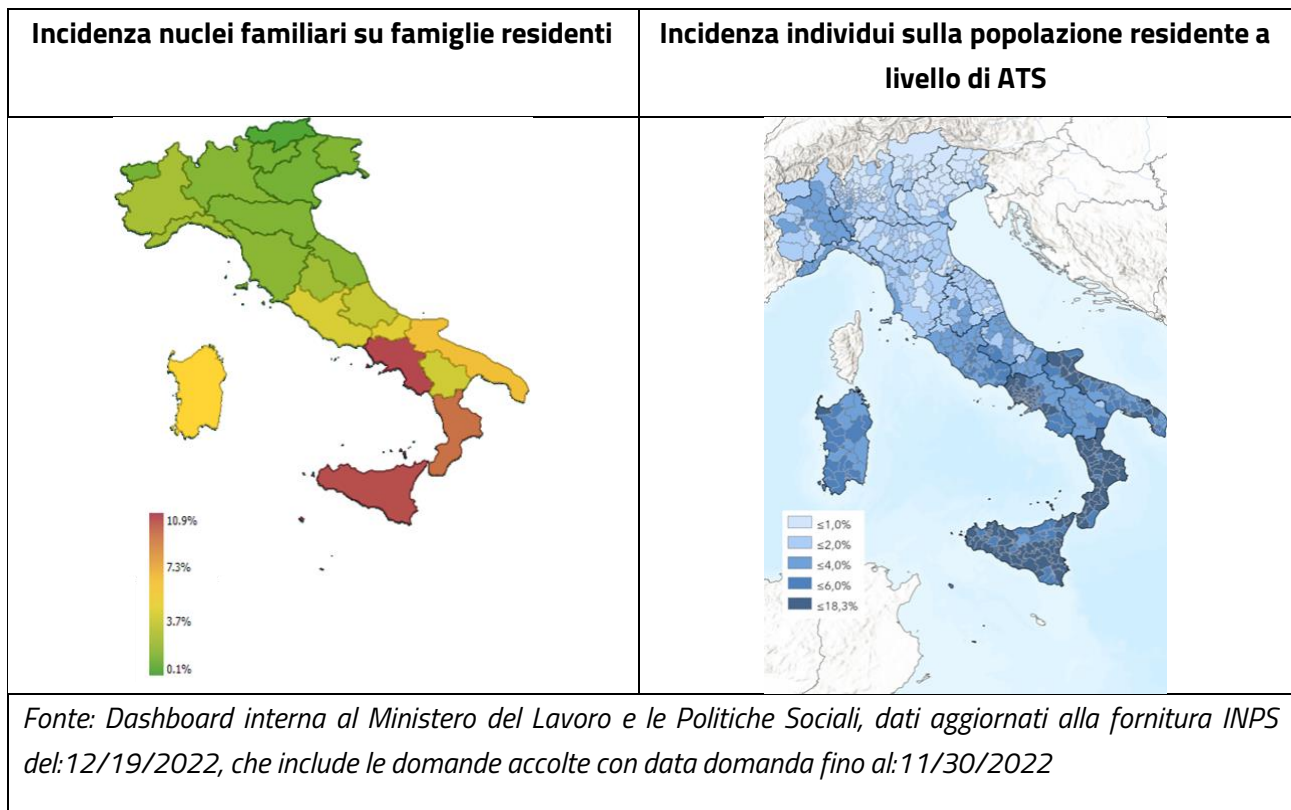 Incidenza nuclei familiari su famiglie residenti
Incidenza individui sulla popolazione residente a
livello di ATS
10.9%
7.3%
3.7%
0.1%
≤1,0%
≤2,0%
≤4,0%
≤6,0%
≤18,3%
Fonte: Dashboard interna al Ministero del Lavoro e le Politiche Sociali, dati aggiornati alla fornitura INPS
del:12/19/2022, che include le domande accolte con data domanda fino al:11/30/2022